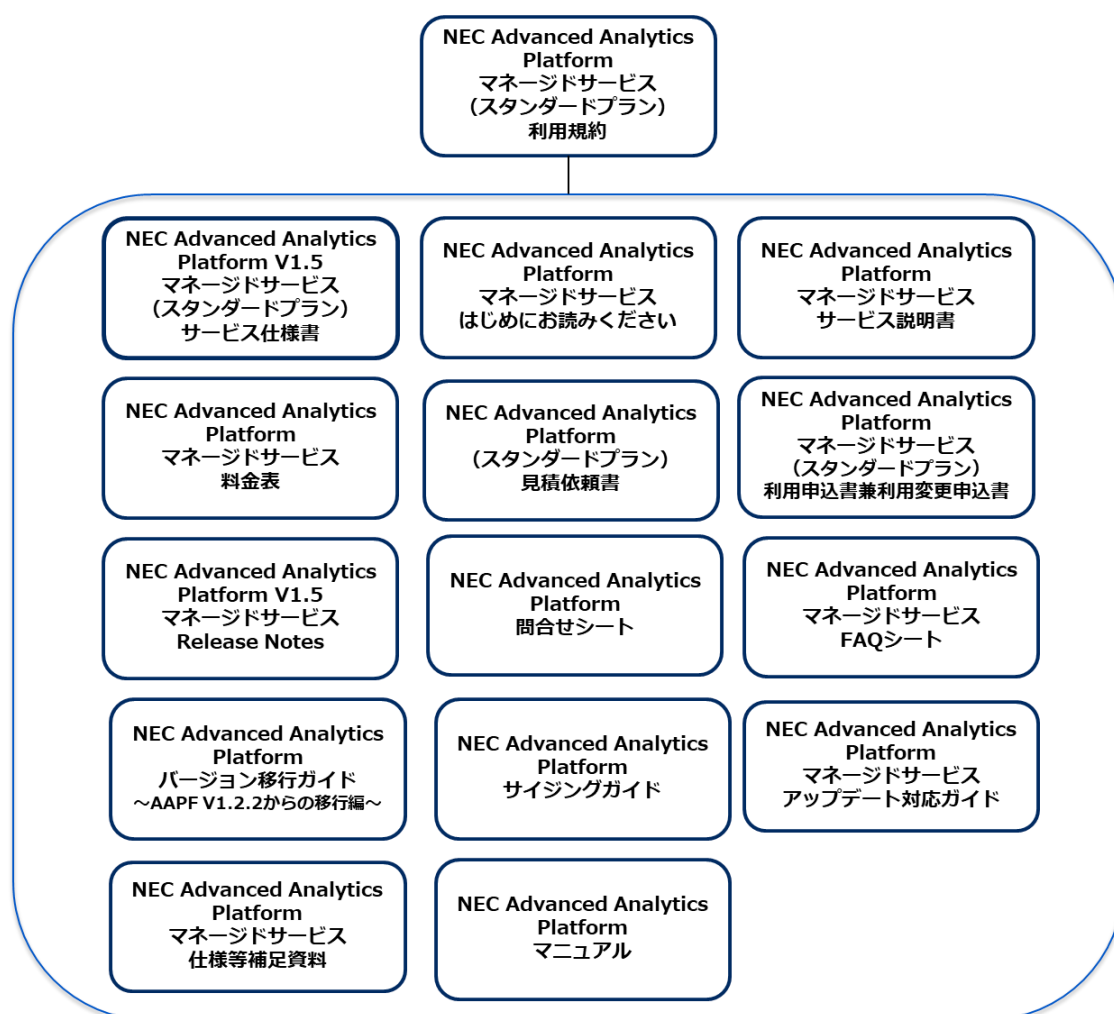 NEC Advanced Analytics
Platform
マネージドサービス
（スタンダードプラン）
利用規約
NEC Advanced Analytics
Platform V1.5
マネージドサービス
（スタンダードプラン）
サービス仕様書
NEC Advanced Analytics
Platform
マネージドサービス
はじめにお読みください
NEC Advanced Analytics
Platform
マネージドサービス
サービス説明書
NEC Advanced Analytics
Platform
マネージドサービス
料金表
NEC Advanced Analytics
Platform
（スタンダードプラン）
見積依頼書
NEC Advanced Analytics
Platform
マネージドサービス
（スタンダードプラン）
利用申込書兼利用変更申込書
NEC Advanced Analytics
Platform V1.5
マネージドサービス
Release Notes
NEC Advanced Analytics
Platform
問合せシート
NEC Advanced Analytics
Platform
マネージドサービス
FAQシート
NEC Advanced Analytics
Platform
バージョン移行ガイド
～AAPF V1.2.2からの移行編～
NEC Advanced Analytics
Platform
サイジングガイド
NEC Advanced Analytics
Platform
マネージドサービス
アップデート対応ガイド
NEC Advanced Analytics
Platform
マネージドサービス
仕様等補足資料
NEC Advanced Analytics
Platform
マニュアル